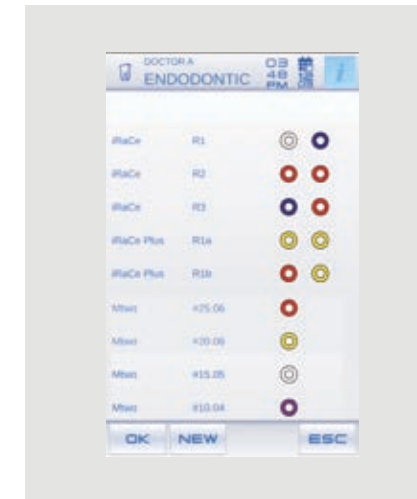 DOCTOR A
ENDODONTIC
03
48
PM
i
iRaCe R1
iRaCe R2
iRaCe R3
iRaCe Plus R1a
iRaCe Plus R1b
Mtwo #25.06
Mtwo #20.06
Mtwo #15.05
Mtwo #10.04
OK NEW ESC